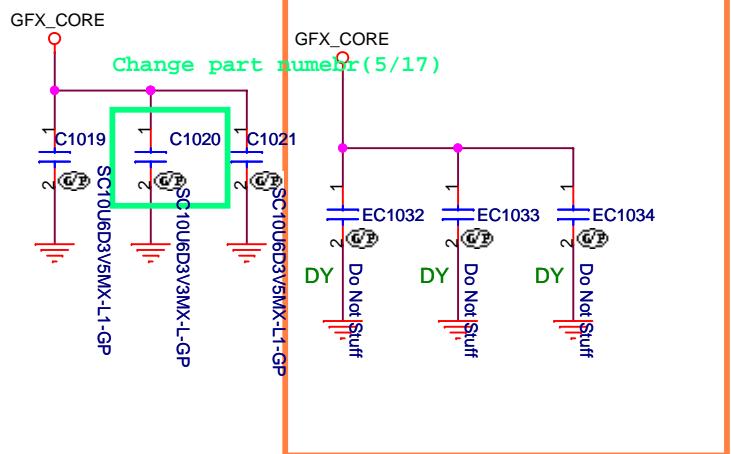 GFX_CORE
GFX_CORE
Change part numebr(5/17)
1
C1019
1
C1020
1
C1021
2
G/P
2
G/P
2
G/P
SC10U6D3V5MX-L1-GP
SC10U6D3V3MX-L-GP
SC10U6D3V5MX-L1-GP
1
EC1032
1
EC1033
1
EC1034
2
G/P
2
G/P
2
G/P
DY
Do Not Stuff
DY
Do Not Stuff
DY
Do Not Stuff